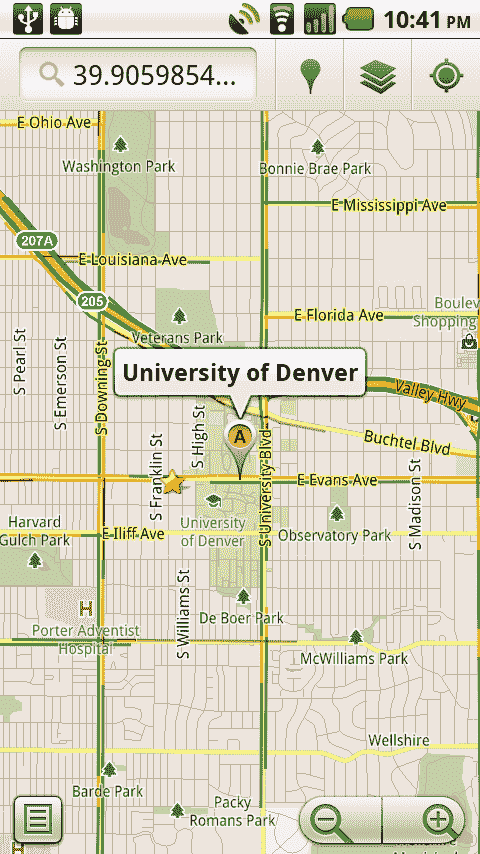 10:41 PM
39.9059854...
E Ohio Ave
Washington Park
Bonnie Brae Park
E Mississippi Ave
207A
E Louisiana Ave
205
E Florida Ave
Boulev
Shopping
Veterans Park
S Pearl St
S Emerson St
S Downing St
University of Denver
Valley Hwy
S High St
A
Buchtel Blvd
S Franklin St
S University Blvd
S Madison St
E Evans Ave
Harvard
Gulch Park
E Iliff Ave
University
of Denver
Observatory Park
S Williams St
H
De Boer Park
Porter Adventist
Hospital
McWilliams Park
Wellshire
Barde Park
Packy
Romans Park